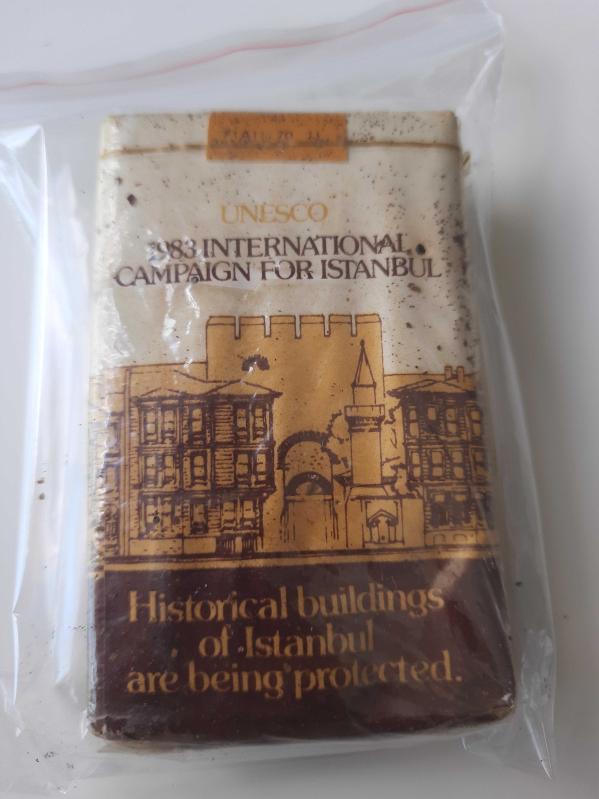 UNESCO
1983 INTERNATIONAL
CAMPAIGN FOR ISTANBUL
Historical buildings
of Istanbul
are being protected.